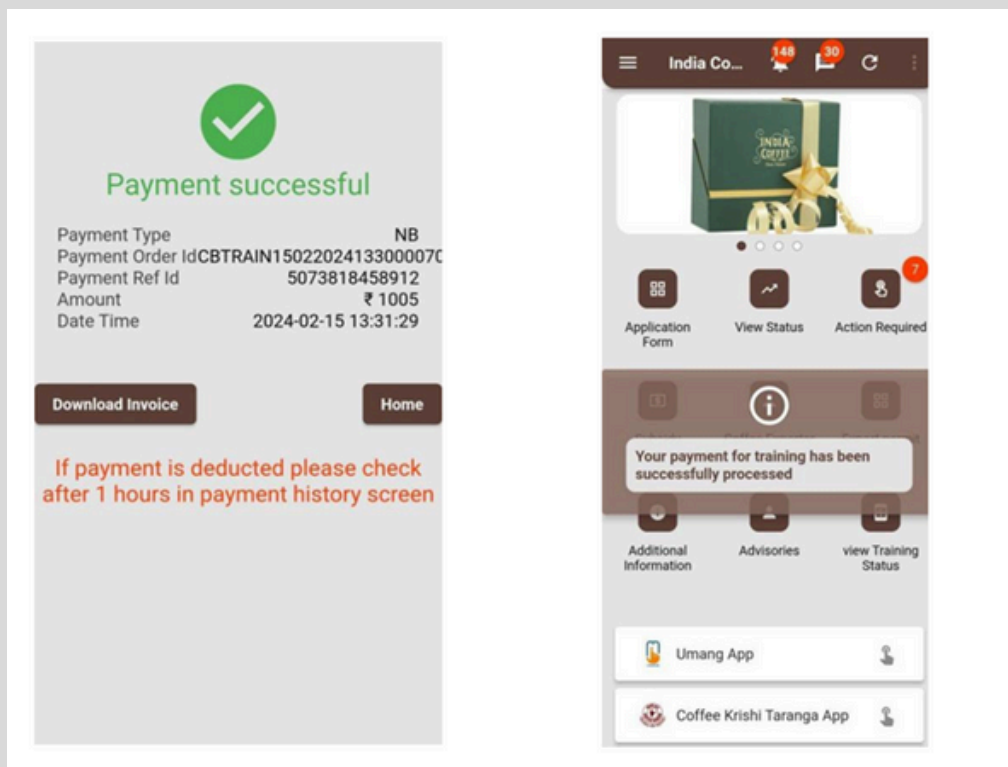 Payment successful
Payment Type NB
Payment Order IdCBTRAIN15022024133000070
Payment Ref Id 5073818458912
Amount ₹ 1005
Date Time 2024-02-15 13:31:29
Download Invoice Home
If payment is deducted please check
after 1 hours in payment history screen
India Co... 148 30
INDIA
COFFEE
7
Application
Form
View Status
Action Required
Your payment for training has been
successfully processed
Additional
Information
Advisories
view Training
Status
Umang App
Coffee Krishi Taranga App